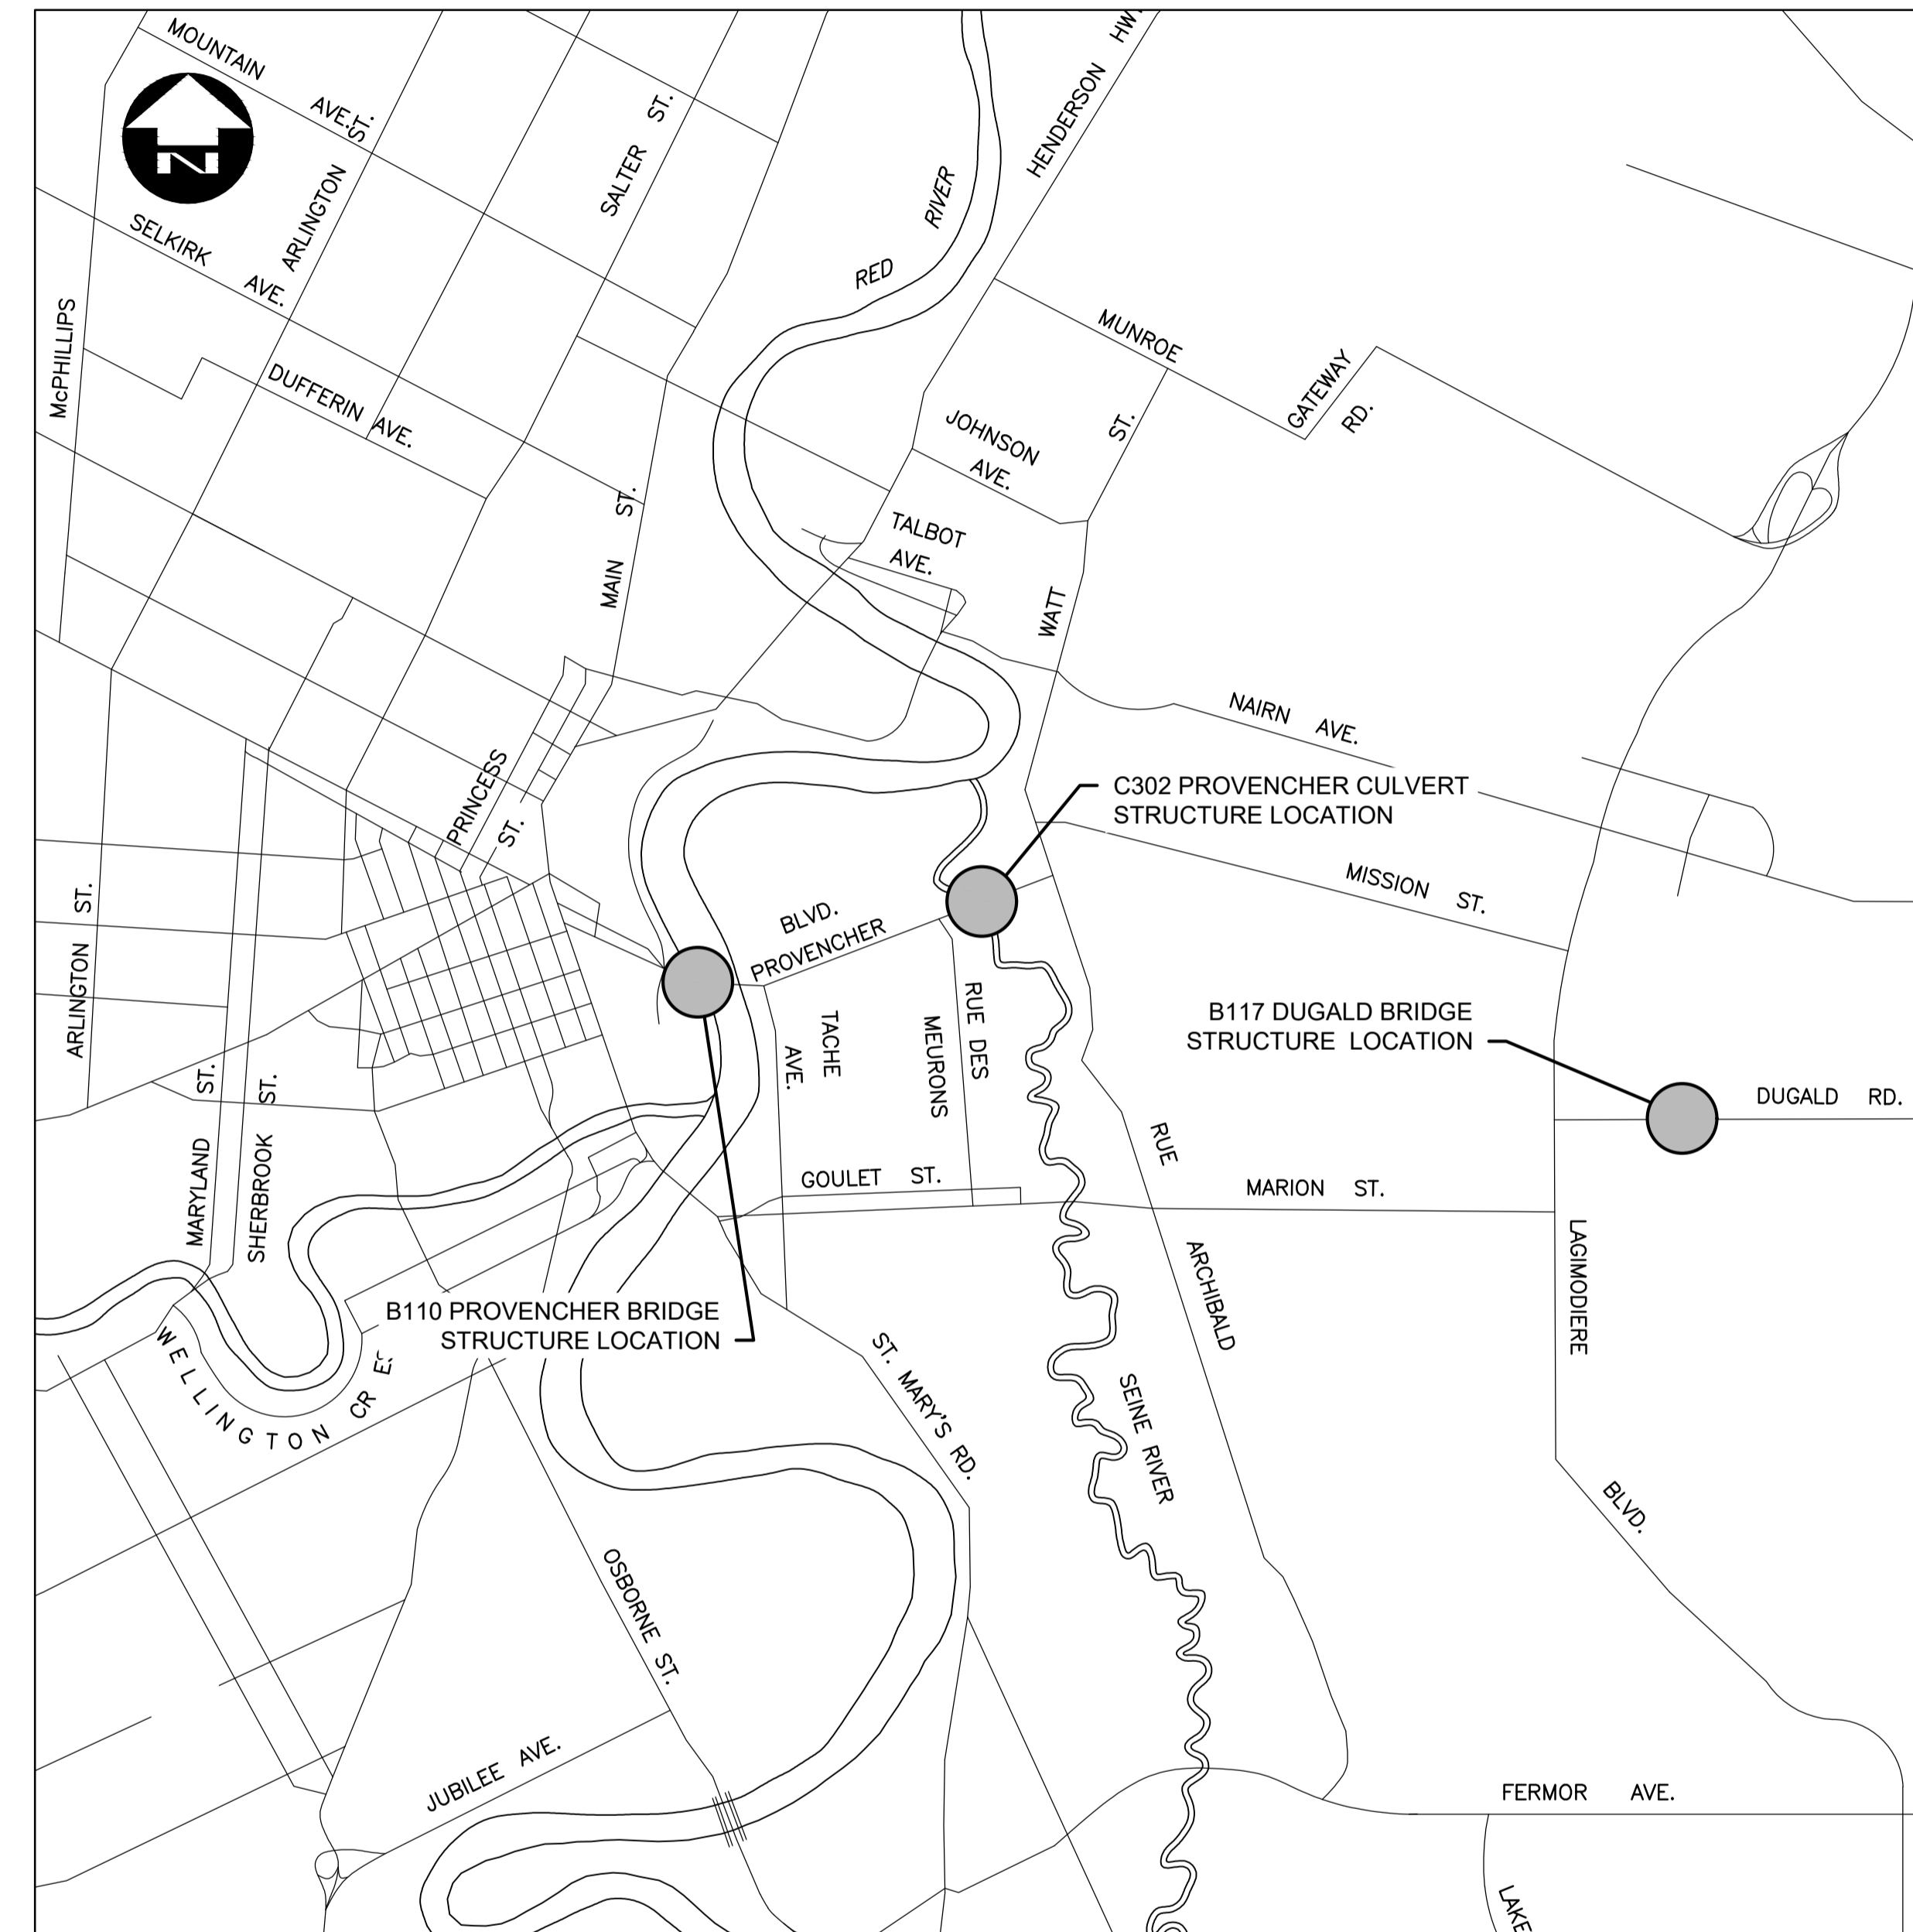 MOUNTAIN AVE.
ARLINGTON ST.
SALTER ST.
RED RIVER
HENDERSON
N
SELKIRK AVE.
McPHILLIPS
DUFFERIN AVE.
MUNROE
GATEWAY RD.
JOHNSON
AVE.
ST.
WATT
TALBOT
AVE.
MAIN ST.
NAIRN AVE.
PRINCESS ST.
C302 PROVENCHER CULVERT
STRUCTURE LOCATION
MISSION ST.
BLVD.
PROVENCHER
ARLINGTON ST.
RUE DES
MEURONS
TACHE
AVE.
B117 DUGALD BRIDGE
STRUCTURE LOCATION
DUGALD RD.
MARYLAND ST.
SHERBROOK ST.
GOULET ST.
MARION ST.
RUE ARCHIBALD
LAGIMODIERE BLVD.
B110 PROVENCHER BRIDGE
STRUCTURE LOCATION
WELLINGTON CRES
ST. MARY'S RD.
SEINE RIVER
OSBORNE ST.
JUBILEE AVE.
FERMOR AVE.
LAKE